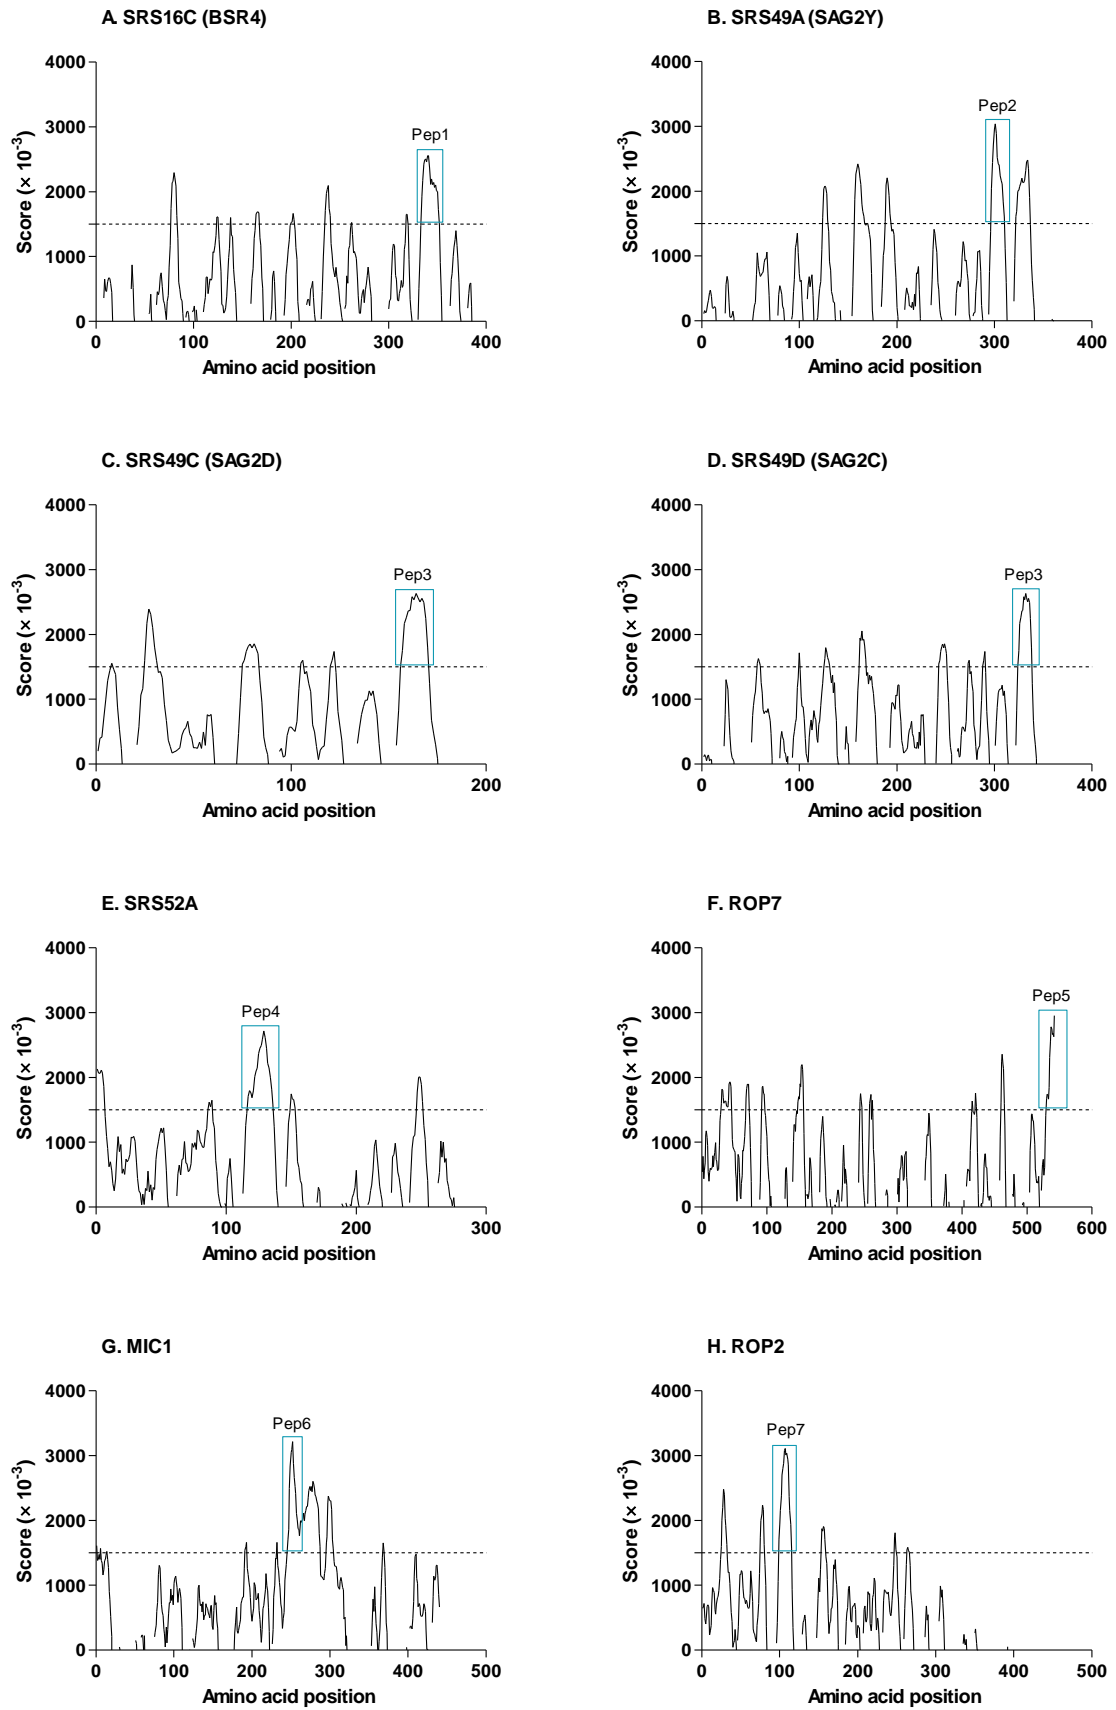 A. SRS16C (BSR4)
4000
3000
2000
1000
0
Score (× 10⁻³)
Pep1
0 100 200 300 400
Amino acid position
B. SRS49A (SAG2Y)
4000
3000
2000
1000
0
Score (× 10⁻³)
Pep2
0 100 200 300 400
Amino acid position
C. SRS49C (SAG2D)
4000
3000
2000
1000
0
Score (× 10⁻³)
Pep3
0 100 200
Amino acid position
D. SRS49D (SAG2C)
4000
3000
2000
1000
0
Score (× 10⁻³)
Pep3
0 100 200 300 400
Amino acid position
E. SRS52A
4000
3000
2000
1000
0
Score (× 10⁻³)
Pep4
0 100 200 300
Amino acid position
F. ROP7
4000
3000
2000
1000
0
Score (× 10⁻³)
Pep5
0 100 200 300 400 500 600
Amino acid position
G. MIC1
4000
3000
2000
1000
0
Score (× 10⁻³)
Pep6
0 100 200 300 400 500
Amino acid position
H. ROP2
4000
3000
2000
1000
0
Score (× 10⁻³)
Pep7
0 100 200 300 400 500
Amino acid position